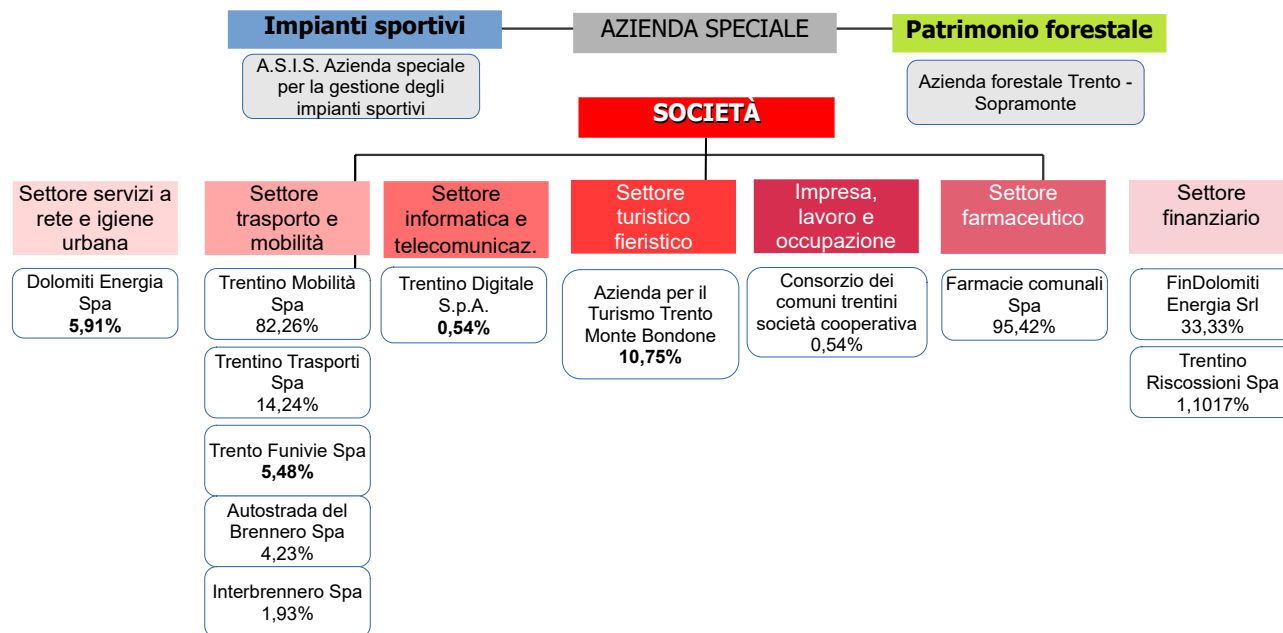 Impianti sportivi
AZIENDA SPECIALE
Patrimonio forestale
A.S.I.S. Azienda speciale
per la gestione degli
impianti sportivi
Azienda forestale Trento -
Sopramonte
SOCIETÀ
Settore servizi a
rete e igiene
urbana
Dolomiti Energia
Spa
5,91%
Settore
trasporto e
mobilità
Trentino Mobilità
Spa
82,26%
Trentino Trasporti
Spa
14,24%
Trento Funivie Spa
5,48%
Autostrada del
Brennero Spa
4,23%
Interbrennero Spa
1,93%
Settore
informatica e
telecomunicaz.
Trentino Digitale
S.p.A.
0,54%
Settore
turistico
fieristico
Azienda per il
Turismo Trento
Monte Bondone
10,75%
Impresa,
lavoro e
occupazione
Consorzio dei
comuni trentini
società cooperativa
0,54%
Settore
farmaceutico
Farmacie comunali
Spa
95,42%
Settore
finanziario
FinDolomiti
Energia Srl
33,33%
Trentino
Riscossioni Spa
1,1017%